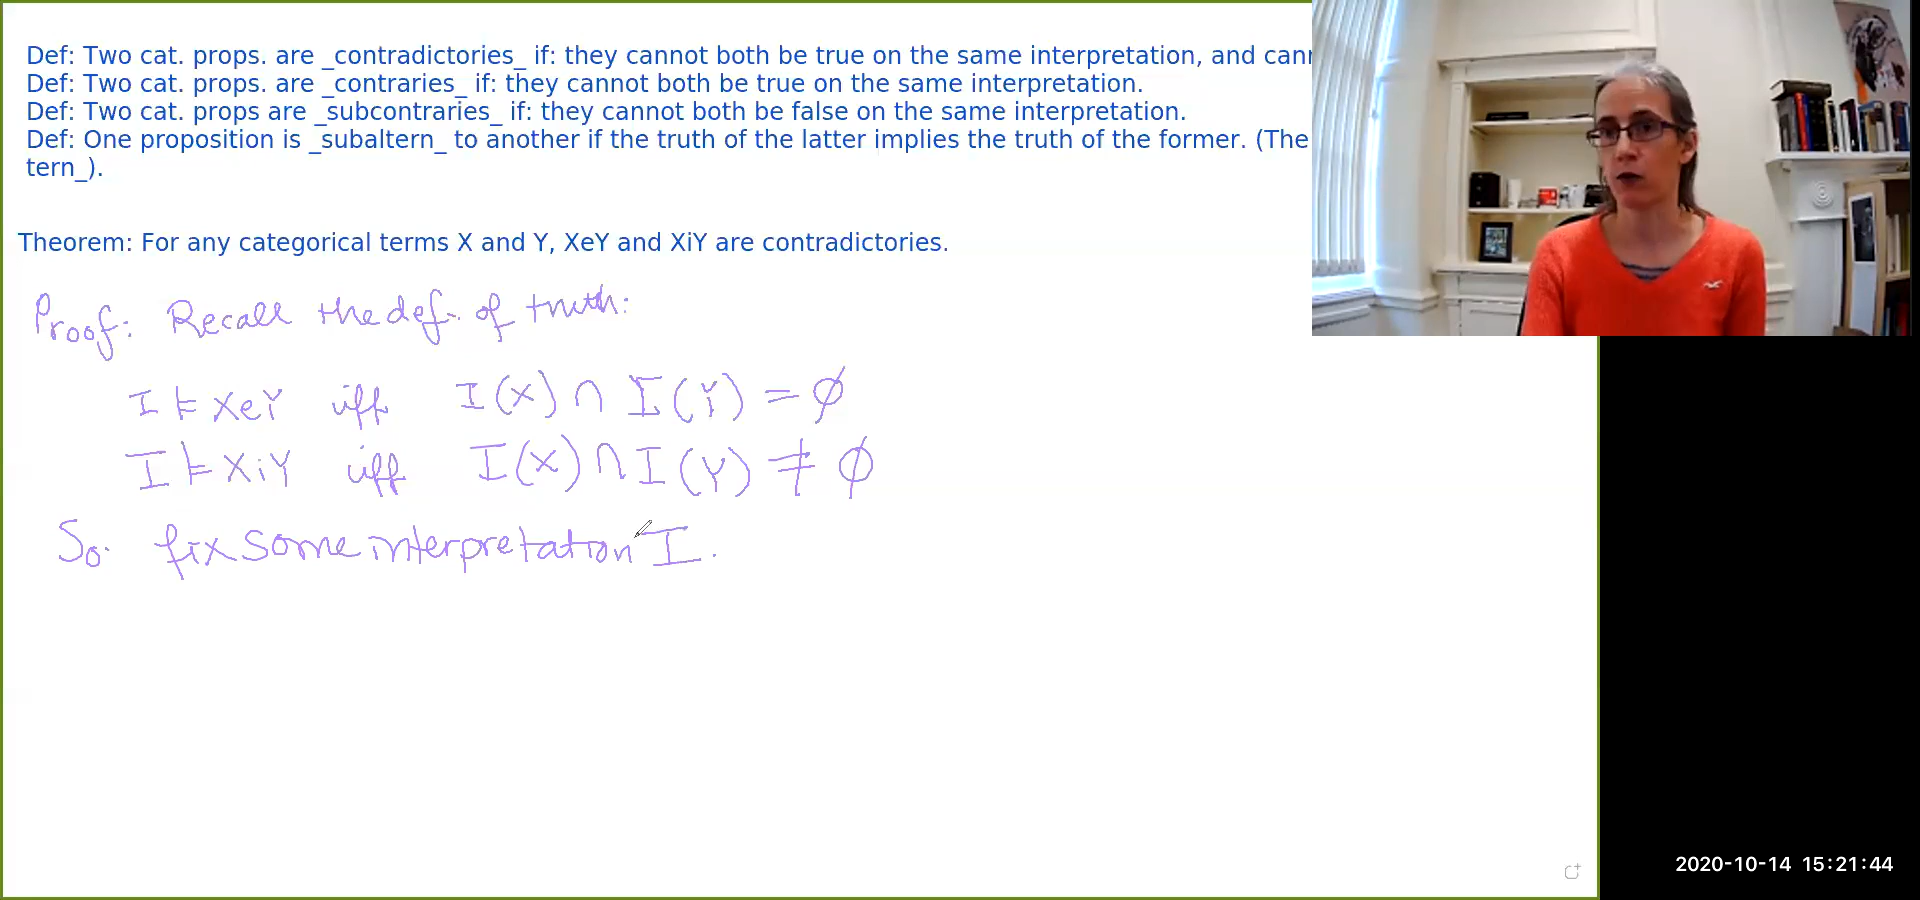 Def: Two cat. props. are _contradictories_ if: they cannot both be true on the same interpretation, and cann
Def: Two cat. props. are _contraries_ if: they cannot both be true on the same interpretation.
Def: Two cat. props are _subcontraries_ if: they cannot both be false on the same interpretation.
Def: One proposition is _subaltern_ to another if the truth of the latter implies the truth of the former. (The
tern_).
Theorem: For any categorical terms X and Y, XeY and XiY are contradictories.
Proof: Recall the def. of truth:
I ⊨ XeY iff I(X) ∩ I(Y) = ∅
I ⊨ XiY iff I(X) ∩ I(Y) ≠ ∅
So: fix some interpretation I.
2020-10-14 15:21:44